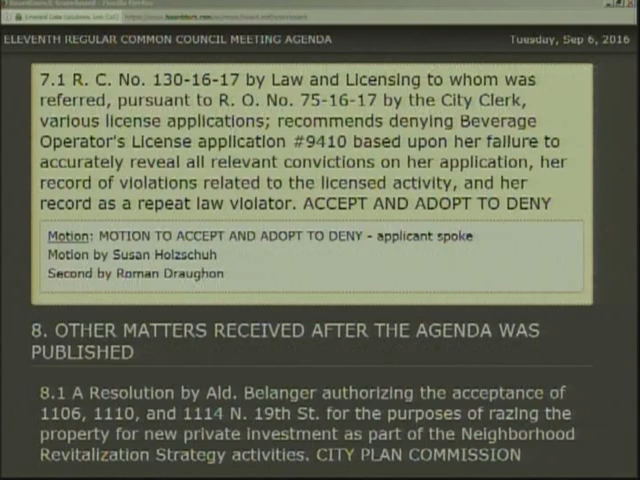 ELEVENTH REGULAR COMMON COUNCIL MEETING AGENDA
Tuesday, Sep 6, 2016
7.1 R. C. No. 130-16-17 by Law and Licensing to whom was
referred, pursuant to R. O. No. 75-16-17 by the City Clerk,
various license applications; recommends denying Beverage
Operator's License application #9410 based upon her failure to
accurately reveal all relevant convictions on her application, her
record of violations related to the licensed activity, and her
record as a repeat law violator. ACCEPT AND ADOPT TO DENY
Motion: MOTION TO ACCEPT AND ADOPT TO DENY - applicant spoke
Motion by Susan Holzschuh
Second by Roman Draughon
8. OTHER MATTERS RECEIVED AFTER THE AGENDA WAS
PUBLISHED
8.1 A Resolution by Ald. Belanger authorizing the acceptance of
1106, 1110, and 1114 N. 19th St. for the purposes of razing the
property for new private investment as part of the Neighborhood
Revitalization Strategy activities. CITY PLAN COMMISSION